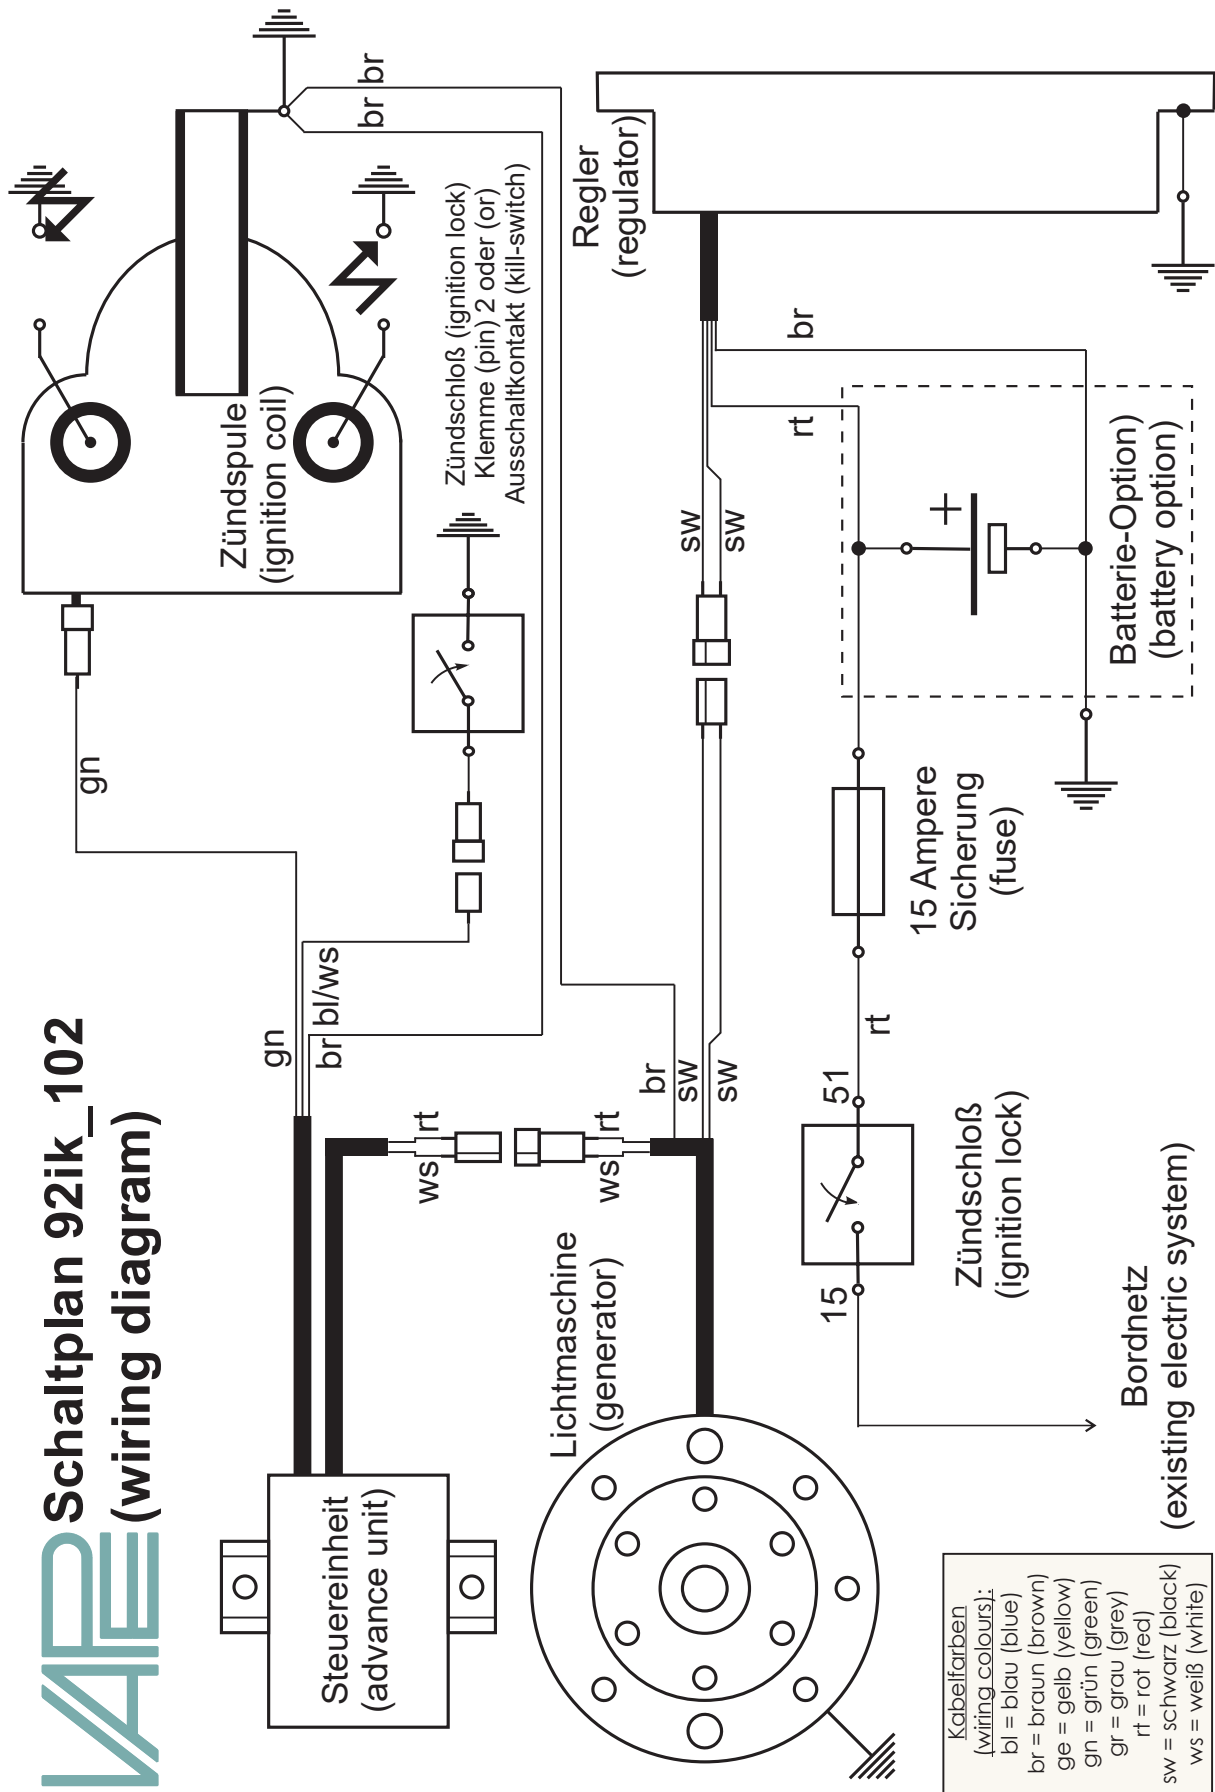 VAPE
Schaltplan 92ik_102
(wiring diagram)
Steuereinheit
(advance unit)
gn
br
bl/ws
gn
Zündspule
(ignition coil)
br
br
Zündschloß (ignition lock)
Klemme (pin) 2 oder (or)
Ausschaltkontakt (kill-switch)
ws
rt
ws
rt
Lichtmaschine
(generator)
br
sw
sw
sw
sw
Regler
(regulator)
br
rt
Batterie-Option)
(battery option)
15 Ampere
Sicherung
(fuse)
rt
15
51
Zündschloß
(ignition lock)
Bordnetz
(existing electric system)
Kabelfarben
(wiring colours):
bl = blau (blue)
br = braun (brown)
ge = gelb (yellow)
gn = grün (green)
gr = grau (grey)
rt = rot (red)
sw = schwarz (black)
ws = weiß (white)